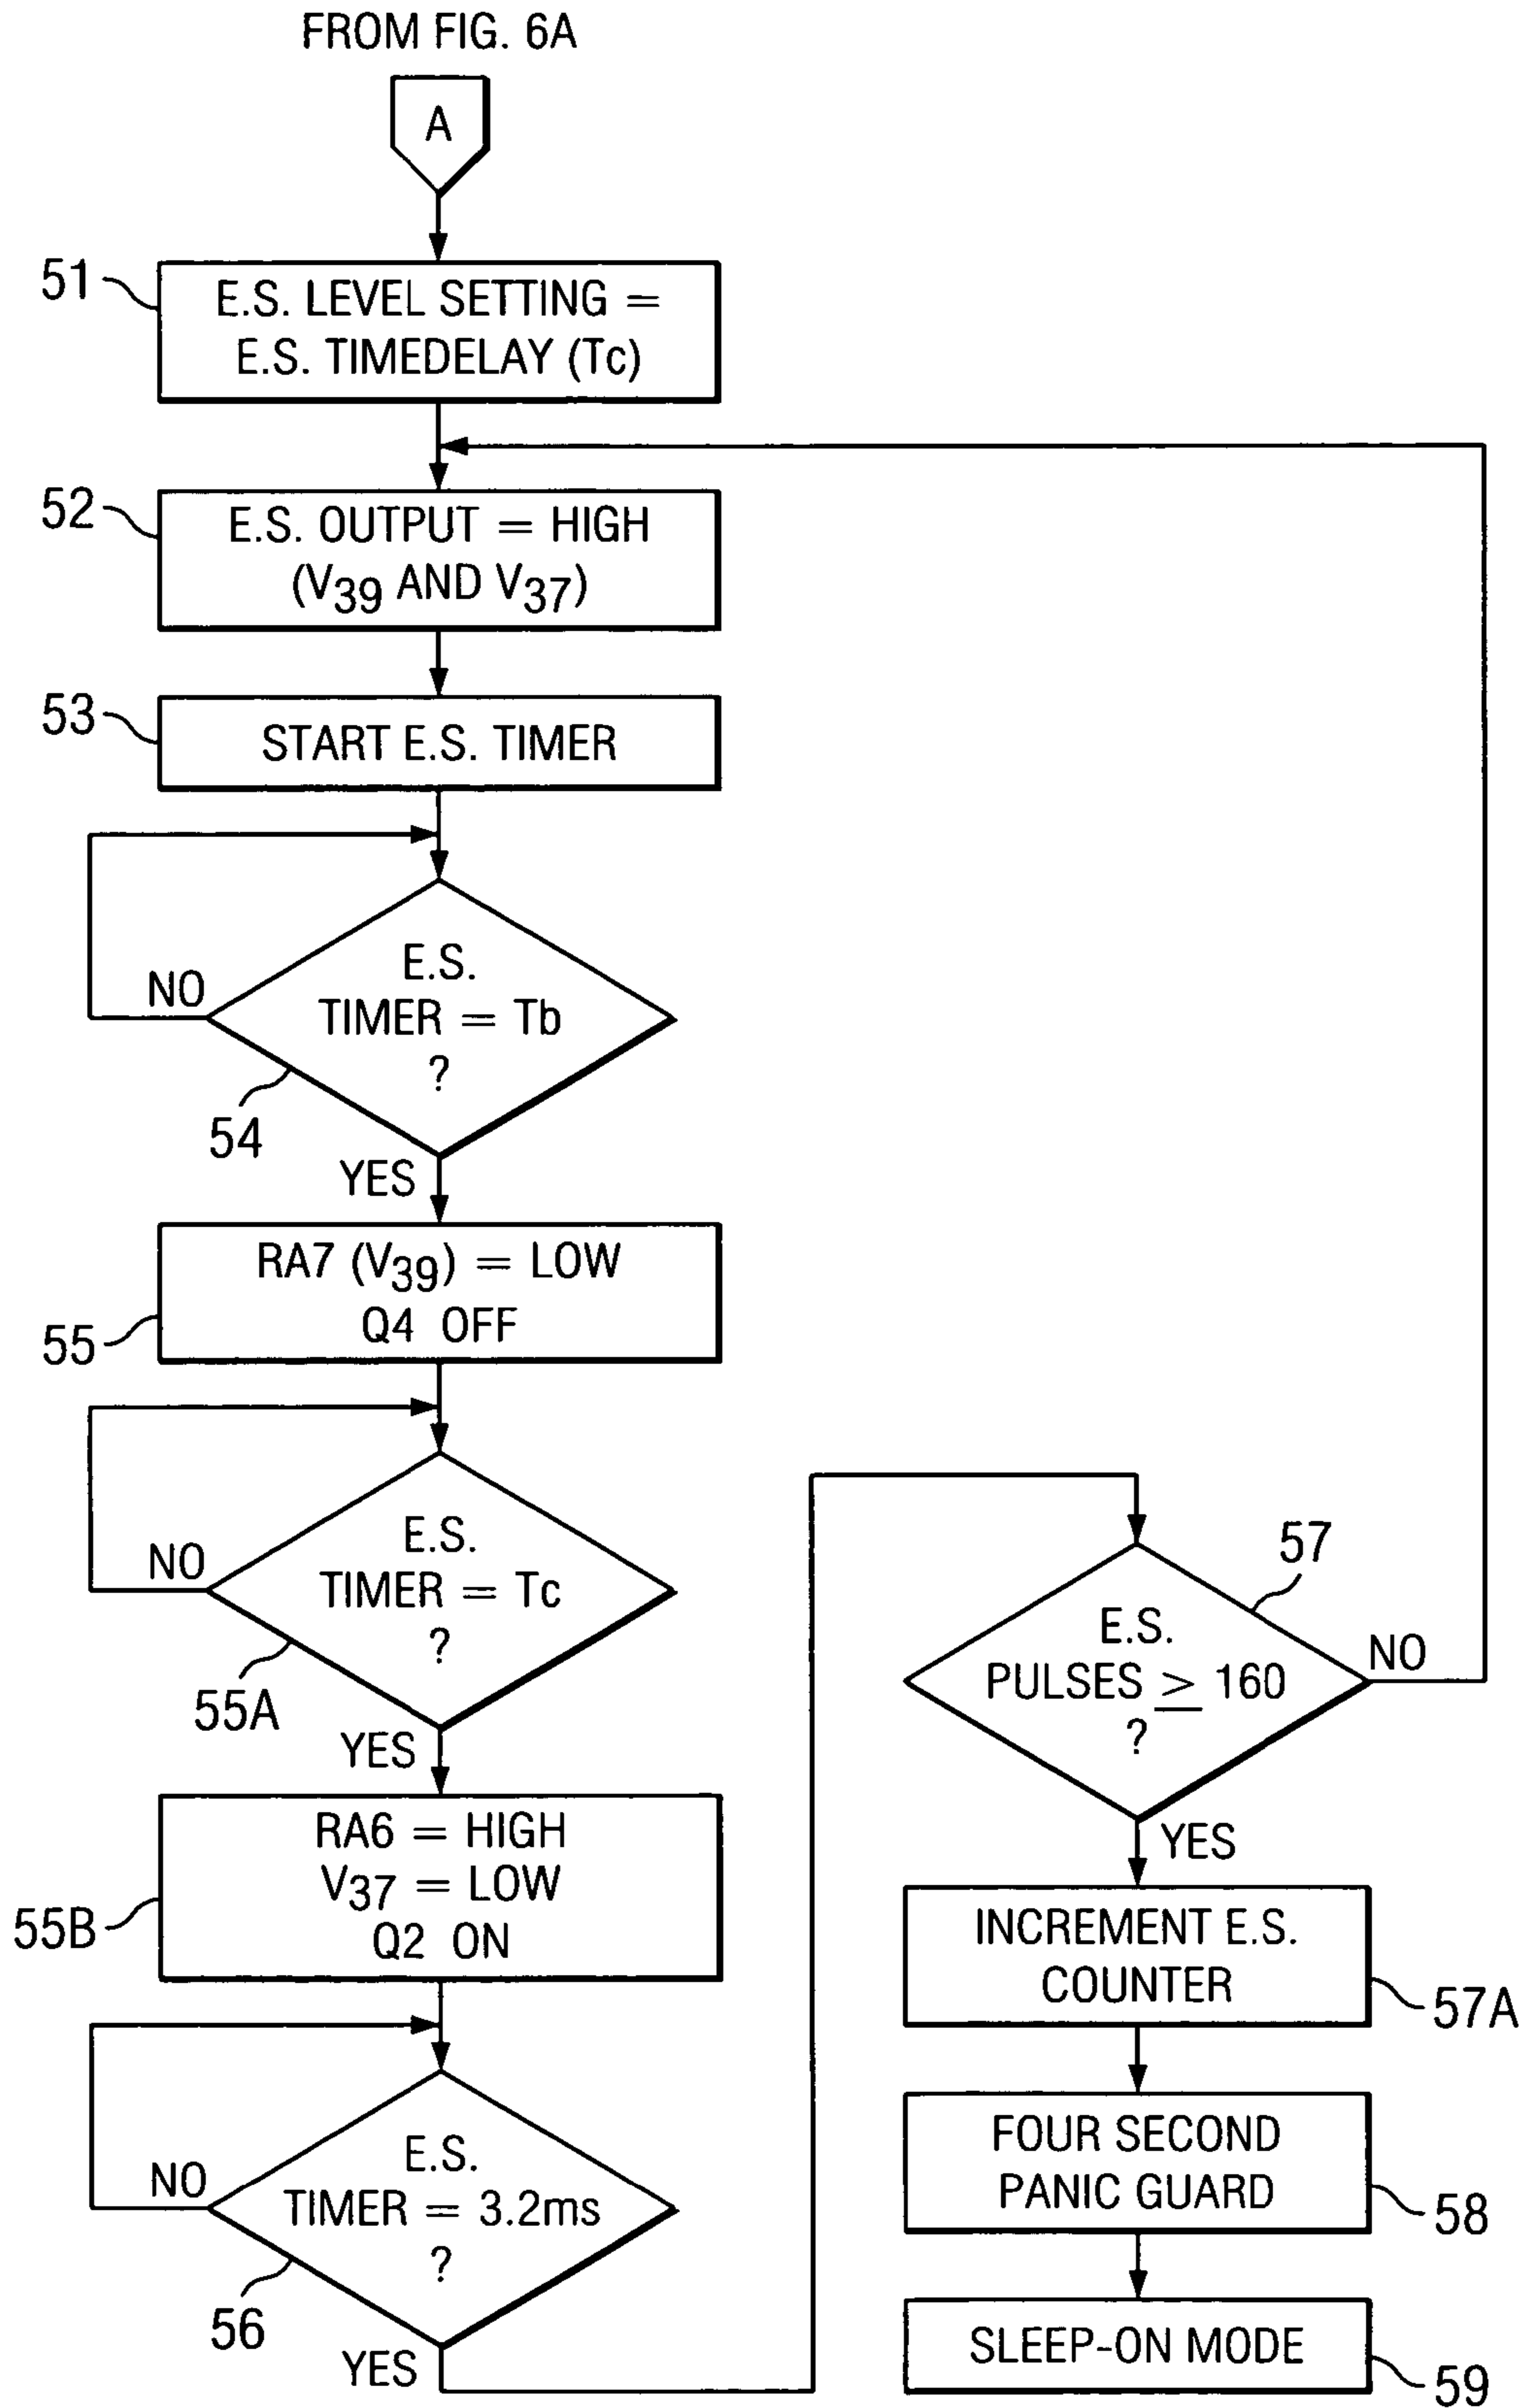 FROM FIG. 6A
A
51
E.S. LEVEL SETTING =
E.S. TIMEDELAY (Tc)
52
E.S. OUTPUT = HIGH
(V39 AND V37)
53
START E.S. TIMER
E.S.
TIMER = Tb
?
NO
54
YES
RA7 (V39) = LOW
Q4 OFF
55
E.S.
TIMER = Tc
?
NO
55A
YES
RA6 = HIGH
V37 = LOW
Q2 ON
55B
E.S.
TIMER = 3.2ms
?
NO
56
YES
57
E.S.
PULSES ≥ 160
?
NO
YES
INCREMENT E.S.
COUNTER
57A
FOUR SECOND
PANIC GUARD
58
SLEEP-ON MODE
59